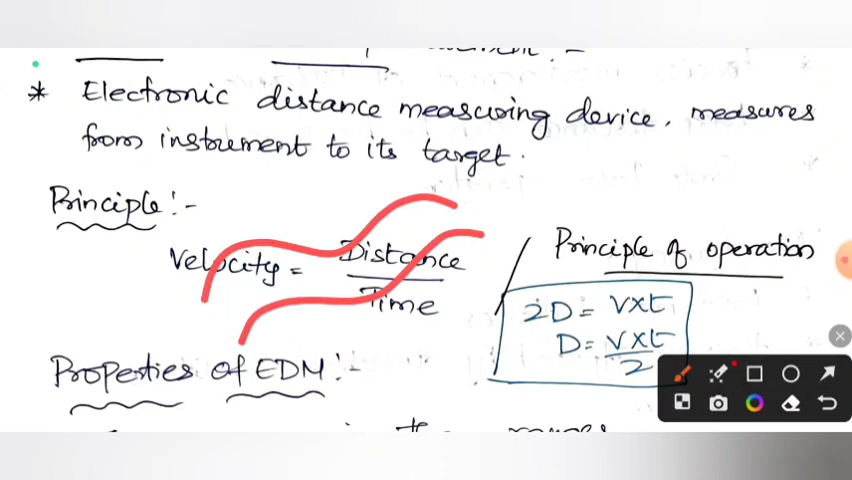 * Electronic distance measuring device, measures
from instrument to its target.
Principle :-
Velocity = Distance / Time
Principle of operation
2D = V x t
D = V x t / 2
Properties of EDM :-